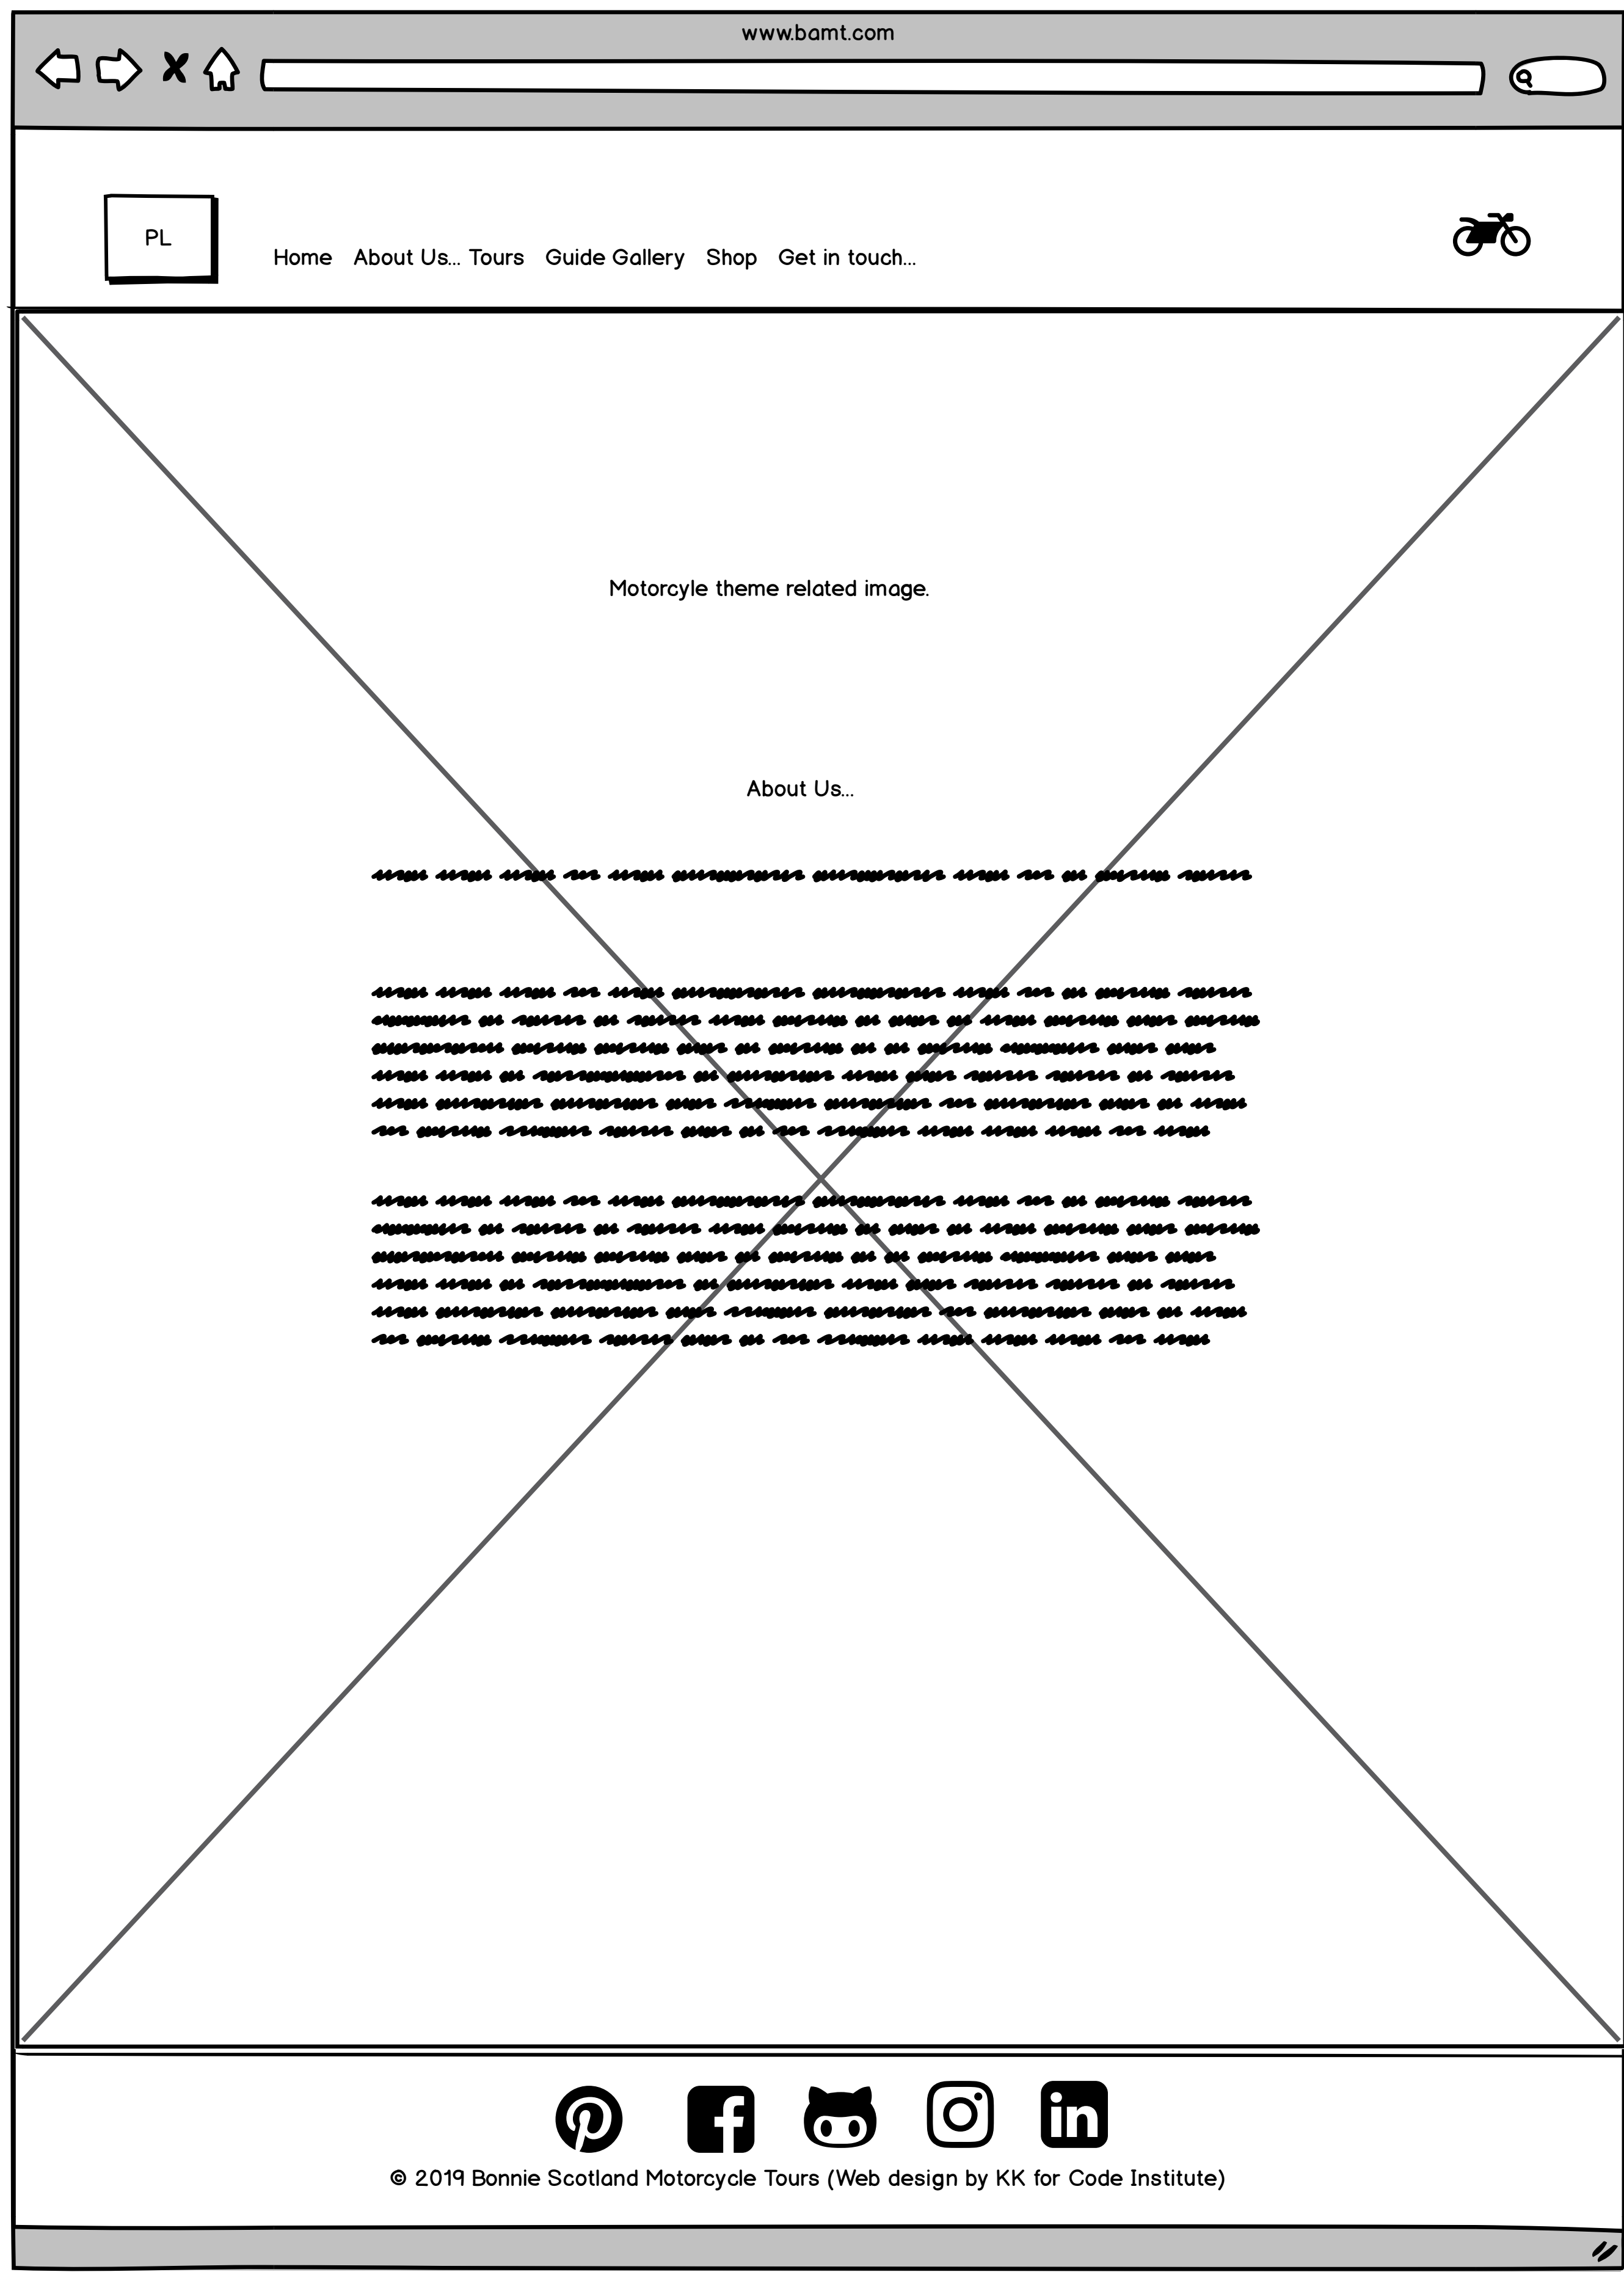 www.bamt.com
PL
Home About Us... Tours Guide Gallery Shop Get in touch...
Motorcyle theme related image.
About Us...
© 2019 Bonnie Scotland Motorcycle Tours (Web design by KK for Code Institute)